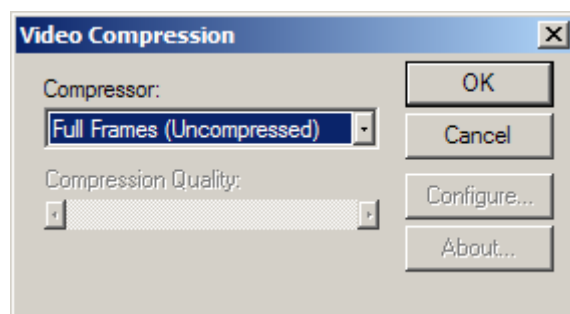 Video Compression
Compressor:
Full Frames (Uncompressed)
Compression Quality:
OK
Cancel
Configure...
About...